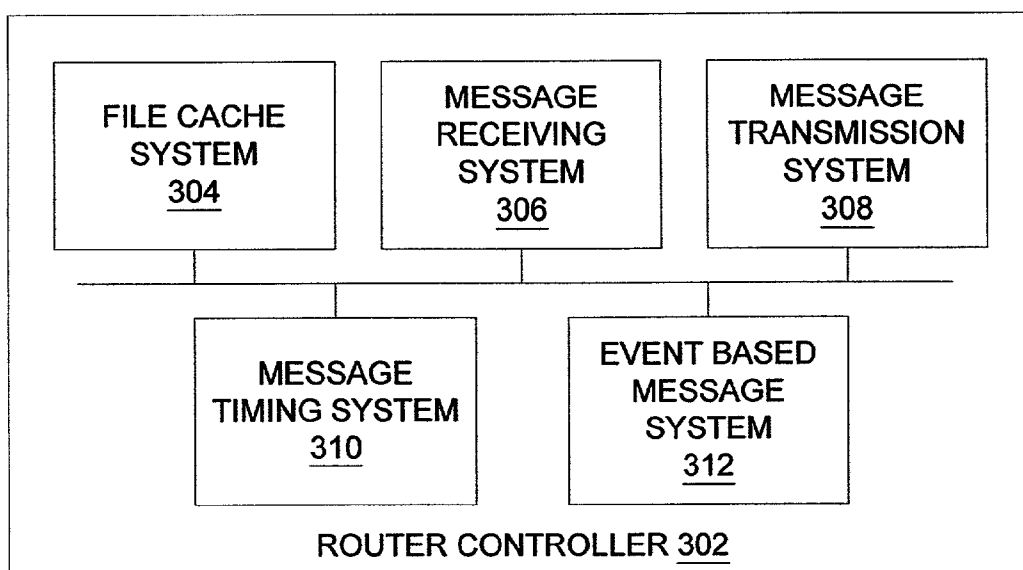 FILE CACHE
SYSTEM
304
MESSAGE
RECEIVING
SYSTEM
306
MESSAGE
TRANSMISSION
SYSTEM
308
MESSAGE
TIMING SYSTEM
310
EVENT BASED
MESSAGE
SYSTEM
312
ROUTER CONTROLLER 302